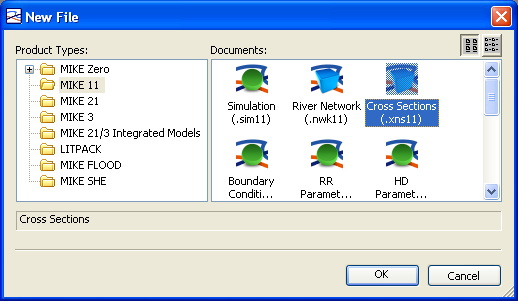 New File
Product Types:
Documents:
MIKE Zero
MIKE 11
MIKE 21
MIKE 3
MIKE 21/3 Integrated Models
LITPACK
MIKE FLOOD
MIKE SHE
Simulation
(.sim11)
River Network
(.nwk11)
Cross Sections
(.xns11)
Boundary
Conditi...
RR
Paramet...
HD
Paramet...
Cross Sections
OK
Cancel